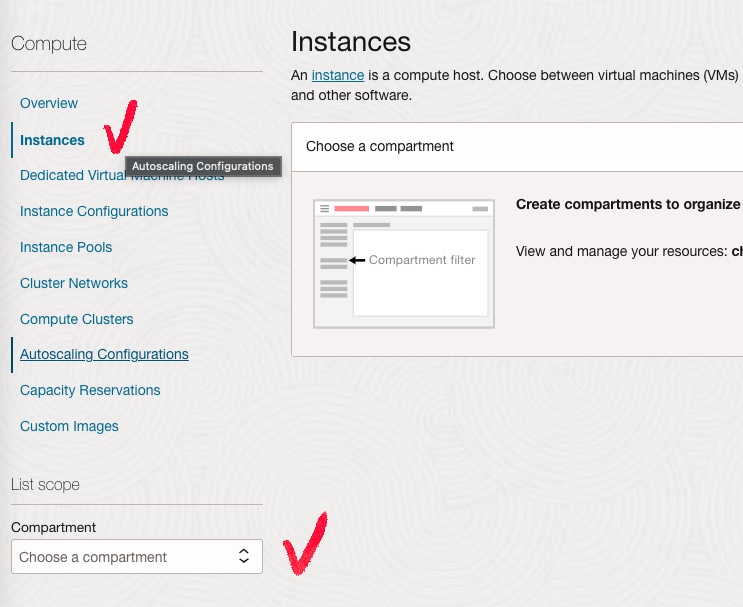 Compute
Overview
Instances
Autoscaling Configurations
Dedicated Virtual Machine Hosts
Instance Configurations
Instance Pools
Cluster Networks
Compute Clusters
Autoscaling Configurations
Capacity Reservations
Custom Images
List scope
Compartment
Choose a compartment
Instances
An instance is a compute host. Choose between virtual machines (VMs)
and other software.
Choose a compartment
Compartment filter
Create compartments to organize
View and manage your resources: